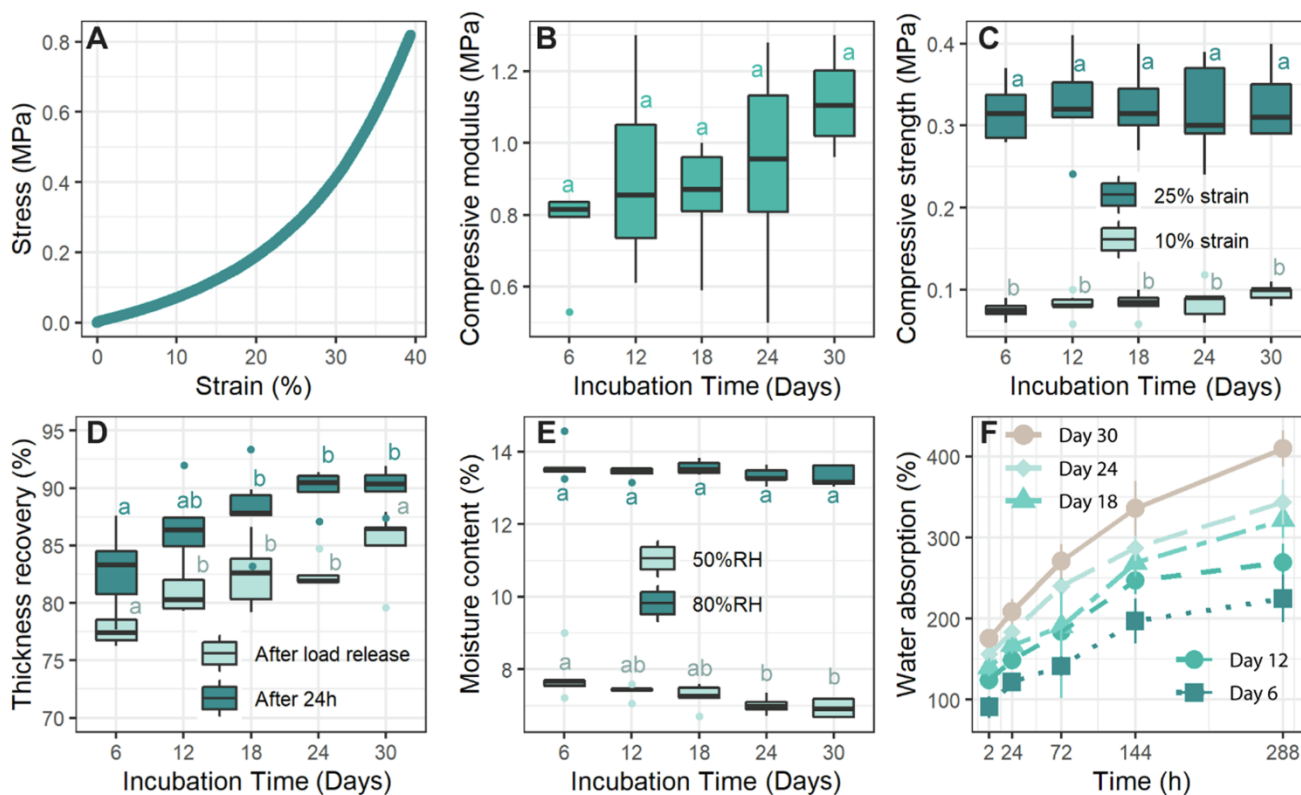 A
Stress (MPa)
0.8
0.6
0.4
0.2
0.0
0
10
20
30
40
Strain (%)
B
Compressive modulus (MPa)
1.2
1.0
0.8
0.6
a
a
a
a
a
6
12
18
24
30
Incubation Time (Days)
C
Compressive strength (MPa)
0.4
0.3
0.2
0.1
a
a
a
a
a
25% strain
10% strain
b
b
b
b
b
6
12
18
24
30
Incubation Time (Days)
D
Thickness recovery (%)
95
90
85
80
75
70
a
ab
b
b
b
a
b
b
b
a
After load release
After 24h
6
12
18
24
30
Incubation Time (Days)
E
Moisture content (%)
14
12
10
8
a
a
a
a
a
50%RH
80%RH
a
ab
ab
b
b
6
12
18
24
30
Incubation Time (Days)
F
Water absorption (%)
400
300
200
100
Day 30
Day 24
Day 18
Day 12
Day 6
2
24
72
144
288
Time (h)